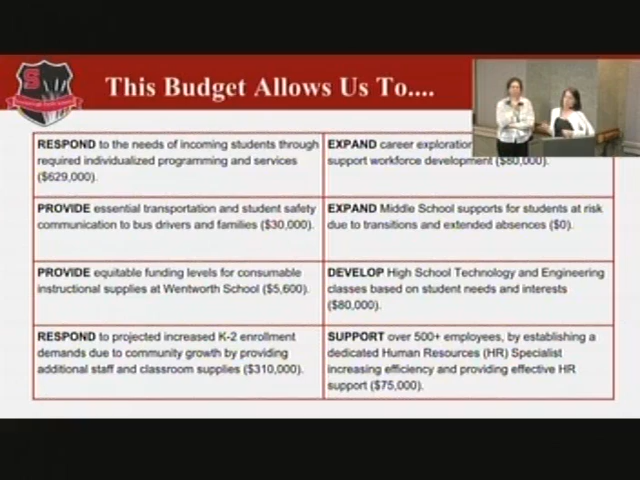 This Budget Allows Us To....
S
RESPOND to the needs of incoming students through
required individualized programming and services
($629,000).
EXPAND career exploration
support workforce development ($80,000).
PROVIDE essential transportation and student safety
communication to bus drivers and families ($30,000).
EXPAND Middle School supports for students at risk
due to transitions and extended absences ($0).
PROVIDE equitable funding levels for consumable
instructional supplies at Wentworth School ($5,600).
DEVELOP High School Technology and Engineering
classes based on student needs and interests
($80,000).
RESPOND to projected increased K-2 enrollment
demands due to community growth by providing
additional staff and classroom supplies ($310,000).
SUPPORT over 500+ employees, by establishing a
dedicated Human Resources (HR) Specialist
increasing efficiency and providing effective HR
support ($75,000).